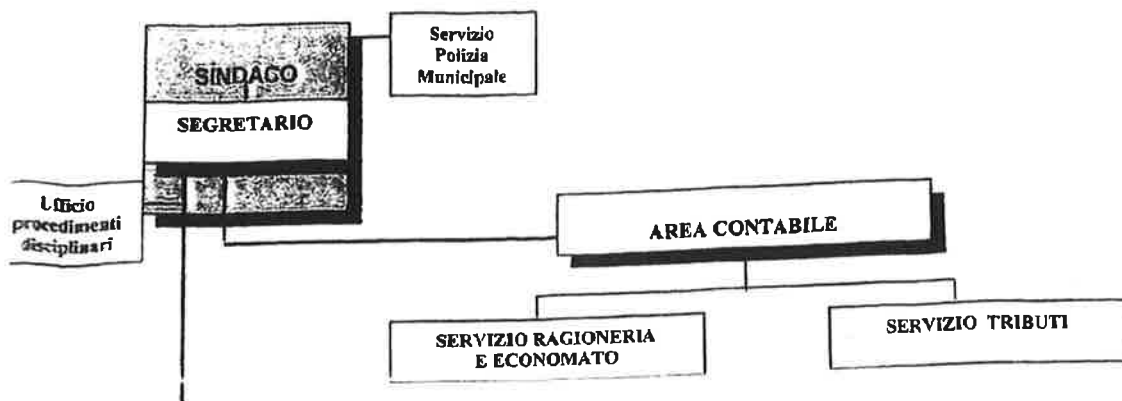 SINDACO
SEGRETARIO
Servizio
Polizia
Municipale
Ufficio
procedimenti
disciplinari
AREA CONTABILE
SERVIZIO RAGIONERIA
E ECONOMATO
SERVIZIO TRIBUTI